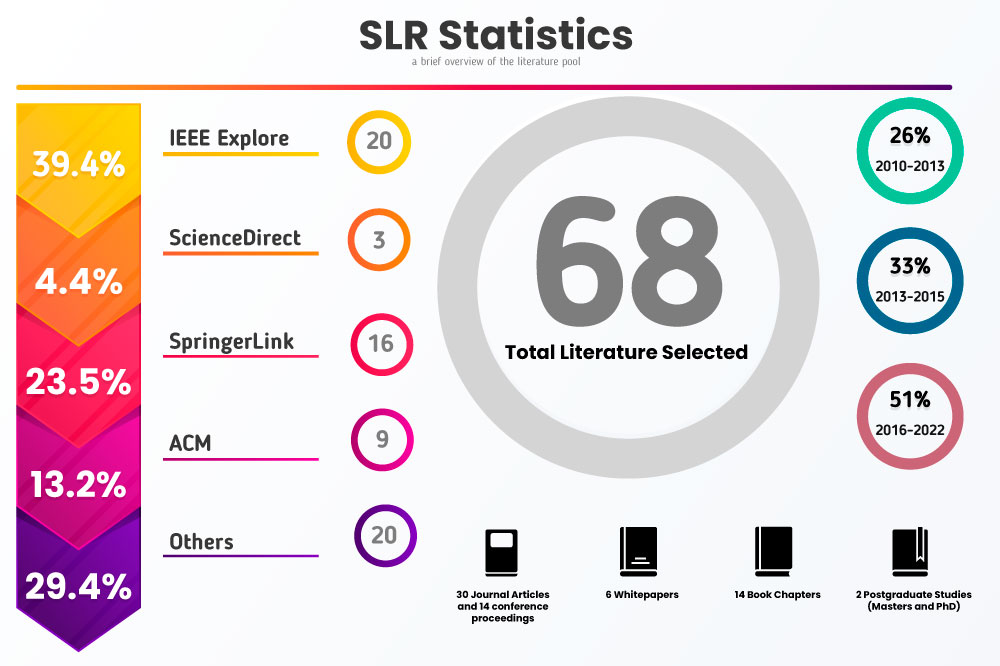 SLR Statistics
a brief overview of the literature pool
39.4%
IEEE Explore
20
4.4%
ScienceDirect
3
23.5%
SpringerLink
16
13.2%
ACM
9
29.4%
Others
20
68
Total Literature Selected
26%
2010-2013
33%
2013-2015
51%
2016-2022
30 Journal Articles
and 14 conference
proceedings
6 Whitepapers
14 Book Chapters
2 Postgraduate Studies
(Masters and PhD)